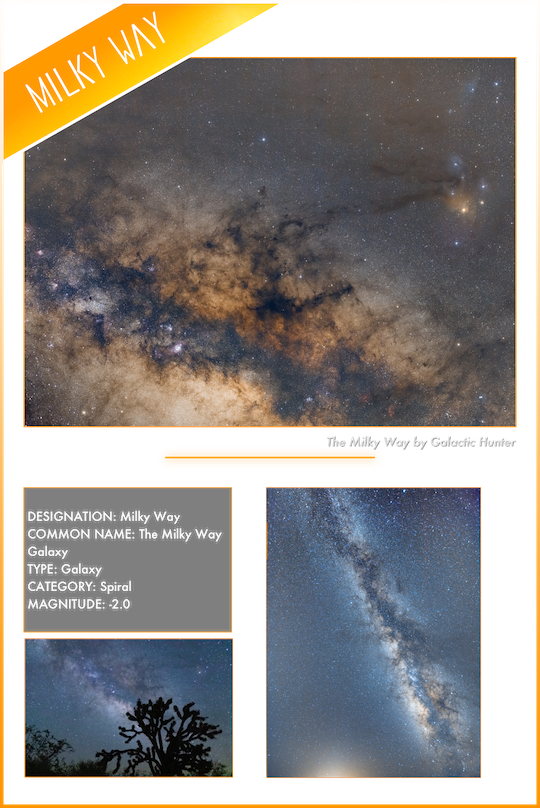 MILKY WAY
The Milky Way by Galactic Hunter
DESIGNATION: Milky Way
COMMON NAME: The Milky Way
Galaxy
TYPE: Galaxy
CATEGORY: Spiral
MAGNITUDE: -2.0